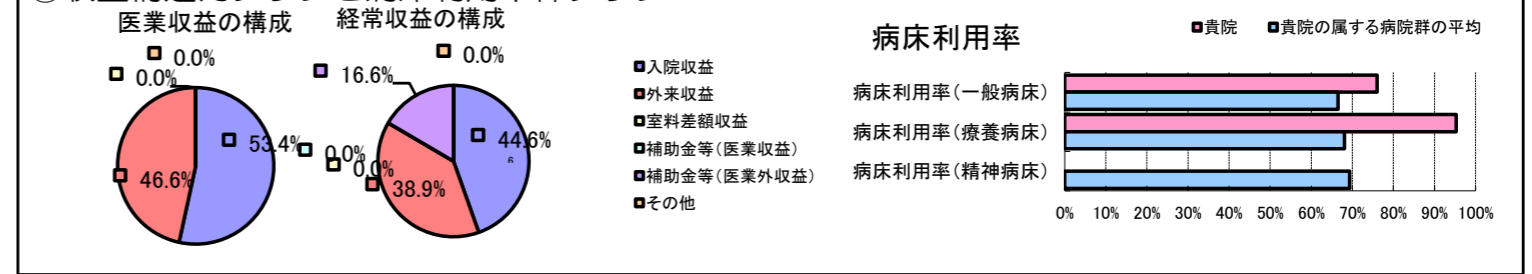 医業収益の構成
0.0%
0.0%
53.4%
46.6%
経常収益の構成
0.0%
16.6%
44.6%
0.0%
0.0%
38.9%
入院収益
外来収益
室料差額収益
補助金等(医業収益)
補助金等(医業外収益)
その他
病床利用率
貴院 貴院の属する病院群の平均
病床利用率(一般病床)
病床利用率(療養病床)
病床利用率(精神病床)
0% 10% 20% 30% 40% 50% 60% 70% 80% 90% 100%